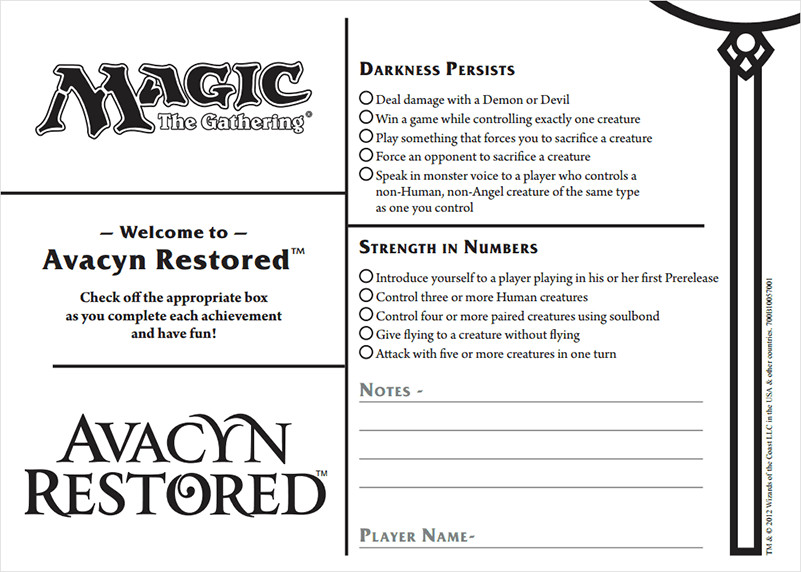 MAGIC
The Gathering®
— Welcome to —
Avacyn Restored™
Check off the appropriate box
as you complete each achievement
and have fun!
AVACYN
RESTORED™
DARKNESS PERSISTS
Deal damage with a Demon or Devil
Win a game while controlling exactly one creature
Play something that forces you to sacrifice a creature
Force an opponent to sacrifice a creature
Speak in monster voice to a player who controls a
non-Human, non-Angel creature of the same type
as one you control
STRENGTH IN NUMBERS
Introduce yourself to a player playing in his or her first Prerelease
Control three or more Human creatures
Control four or more paired creatures using soulbond
Give flying to a creature without flying
Attack with five or more creatures in one turn
NOTES -
PLAYER NAME-
TM & © 2012 Wizards of the Coast LLC in the USA & other countries. 7001110057001